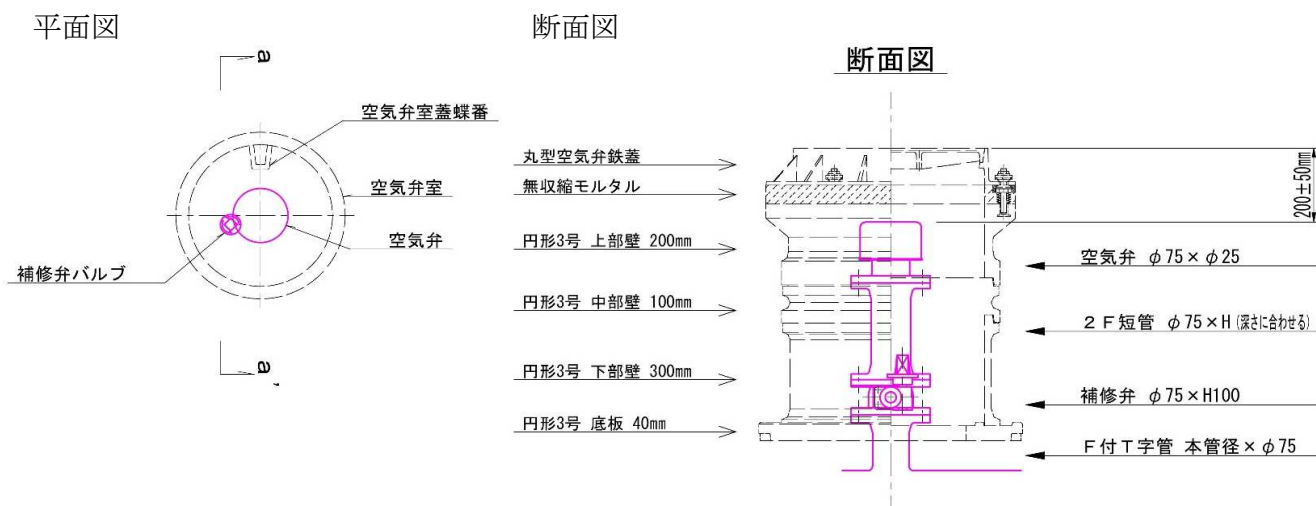 平面図
断面図
a
空気弁室蓋蝶番
空気弁室
空気弁
補修弁バルブ
a'
断面図
丸型空気弁鉄蓋
無収縮モルタル
円形3号 上部壁 200mm
円形3号 中部壁 100mm
円形3号 下部壁 300mm
円形3号 底板 40mm
200±50mm
空気弁 φ75×φ25
2F短管 φ75×H(深さに合わせる)
補修弁 φ75×H100
F付T字管 本管径×φ75